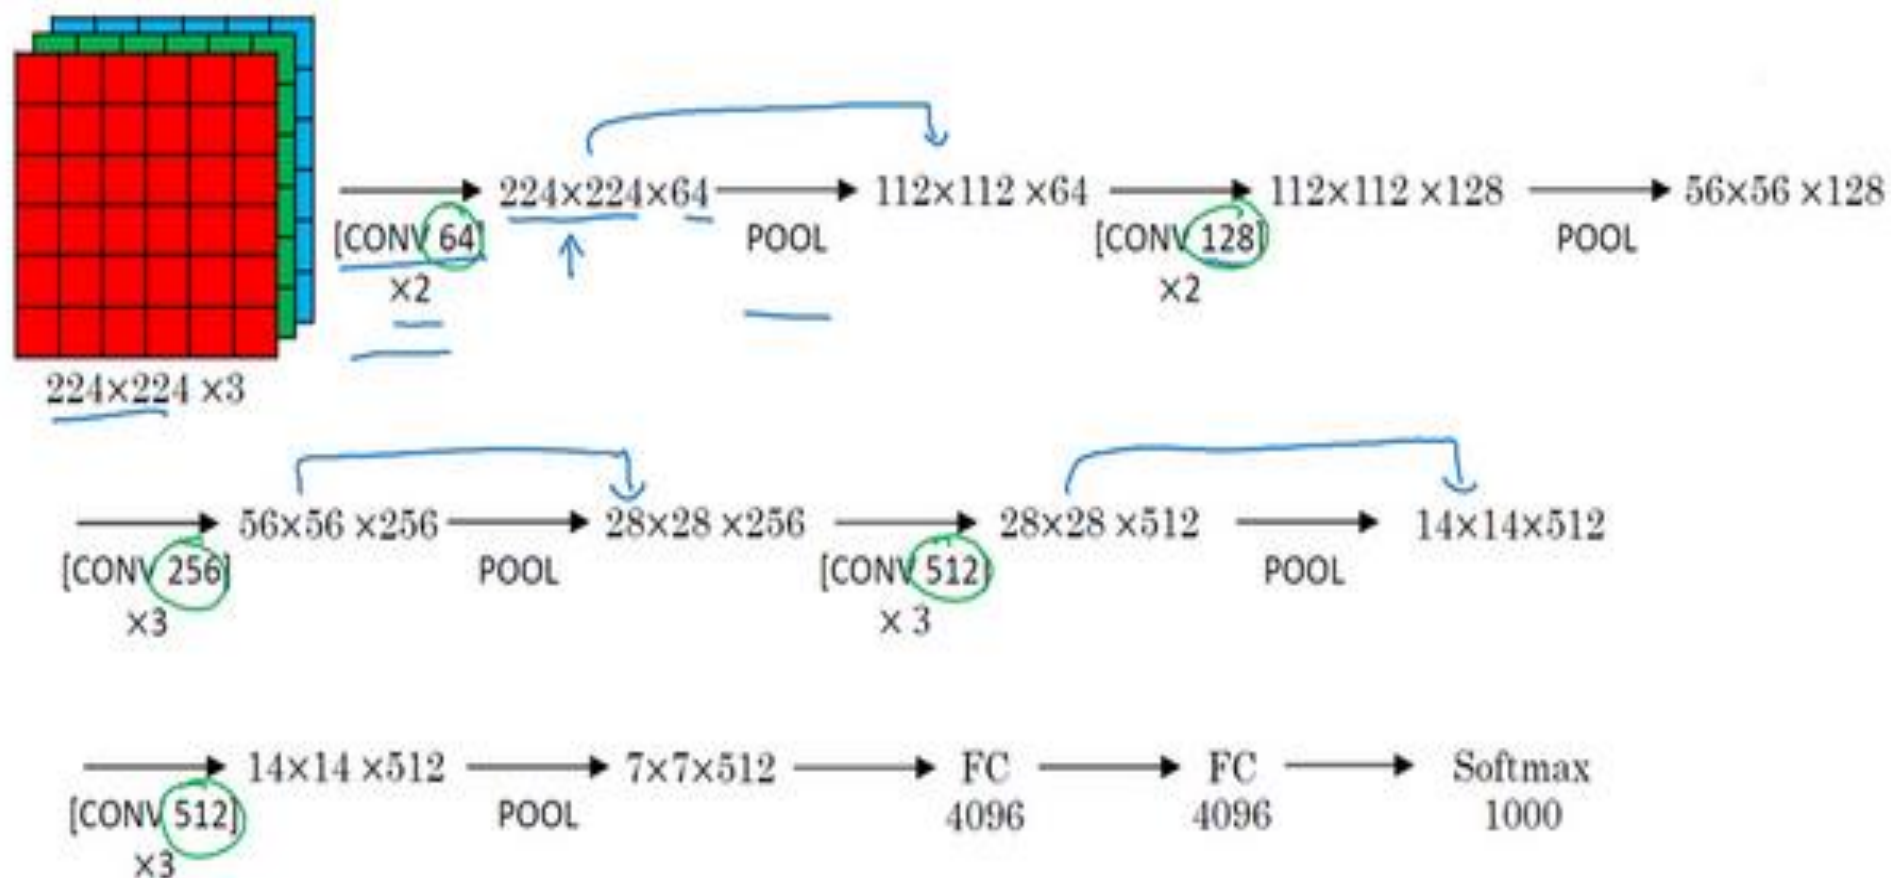 224×224×64 112×112 ×64 112×112 ×128 56×56 ×128
[CONV 64] POOL [CONV 128] POOL
×2 ×2
224×224 ×3
56×56 ×256 28×28 ×256 28×28 ×512 14×14×512
[CONV 256] POOL [CONV 512] POOL
×3 × 3
14×14 ×512 7×7×512 FC FC Softmax
[CONV 512] POOL 4096 4096 1000
×3